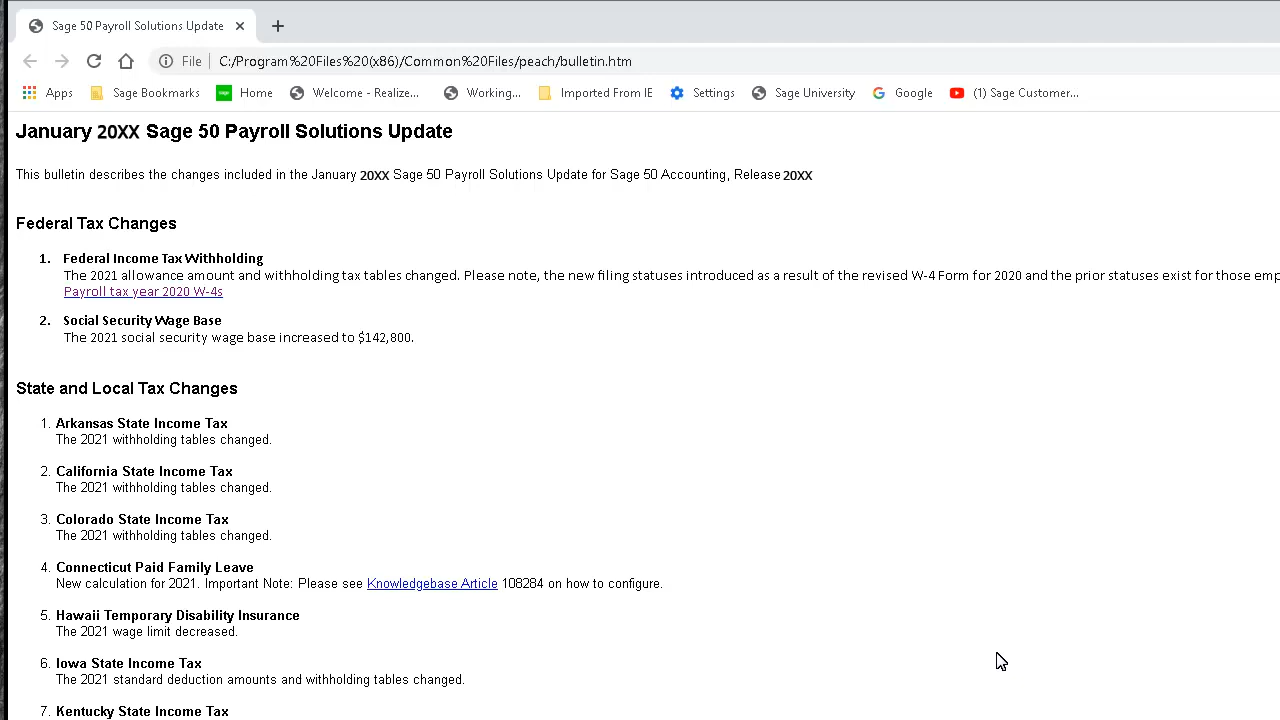 Sage 50 Payroll Solutions Update
File C:/Program%20Files%20(x86)/Common%20Files/peach/bulletin.htm
Apps Sage Bookmarks Home Welcome - Realize... Working... Imported From IE Setting Sage University Google (1) Sage Customer...
January 20XX Sage 50 Payroll Solutions Update
This bulletin describes the changes included in the January 20XX Sage 50 Payroll Solutions Update for Sage 50 Accounting, Release 20XX
Federal Tax Changes
1. Federal Income Tax Withholding
The 2021 allowance amount and withholding tax tables changed. Please note, the new filing statuses introduced as a result of the revised W-4 Form for 2020 and the prior statuses exist for those emp
Payroll tax year 2020 W-4s
2. Social Security Wage Base
The 2021 social security wage base increased to $142,800.
State and Local Tax Changes
1. Arkansas State Income Tax
The 2021 withholding tables changed.
2. California State Income Tax
The 2021 withholding tables changed.
3. Colorado State Income Tax
The 2021 withholding tables changed.
4. Connecticut Paid Family Leave
New calculation for 2021. Important Note: Please see Knowledgebase Article 108284 on how to configure.
5. Hawaii Temporary Disability Insurance
The 2021 wage limit decreased.
6. Iowa State Income Tax
The 2021 standard deduction amounts and withholding tables changed.
7. Kentucky State Income Tax